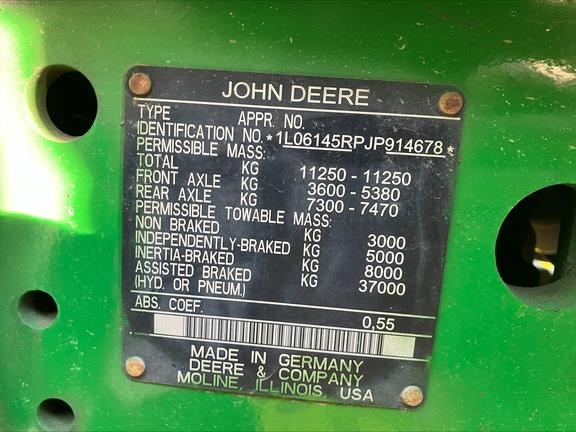 JOHN DEERE
TYPE APPR. NO.
IDENTIFICATION NO. *1L06145RPJP914678*
PERMISSIBLE MASS:
TOTAL KG 11250 - 11250
FRONT AXLE KG 3600 - 5380
REAR AXLE KG 7300 - 7470
PERMISSIBLE TOWABLE MASS:
NON BRAKED KG 3000
INDEPENDENTLY-BRAKED KG 5000
INERTIA-BRAKED KG 8000
ASSISTED BRAKED KG 37000
(HYD. OR PNEUM.)
ABS. COEF. 0,55
MADE IN GERMANY
DEERE & COMPANY
MOLINE, ILLINOIS, USA